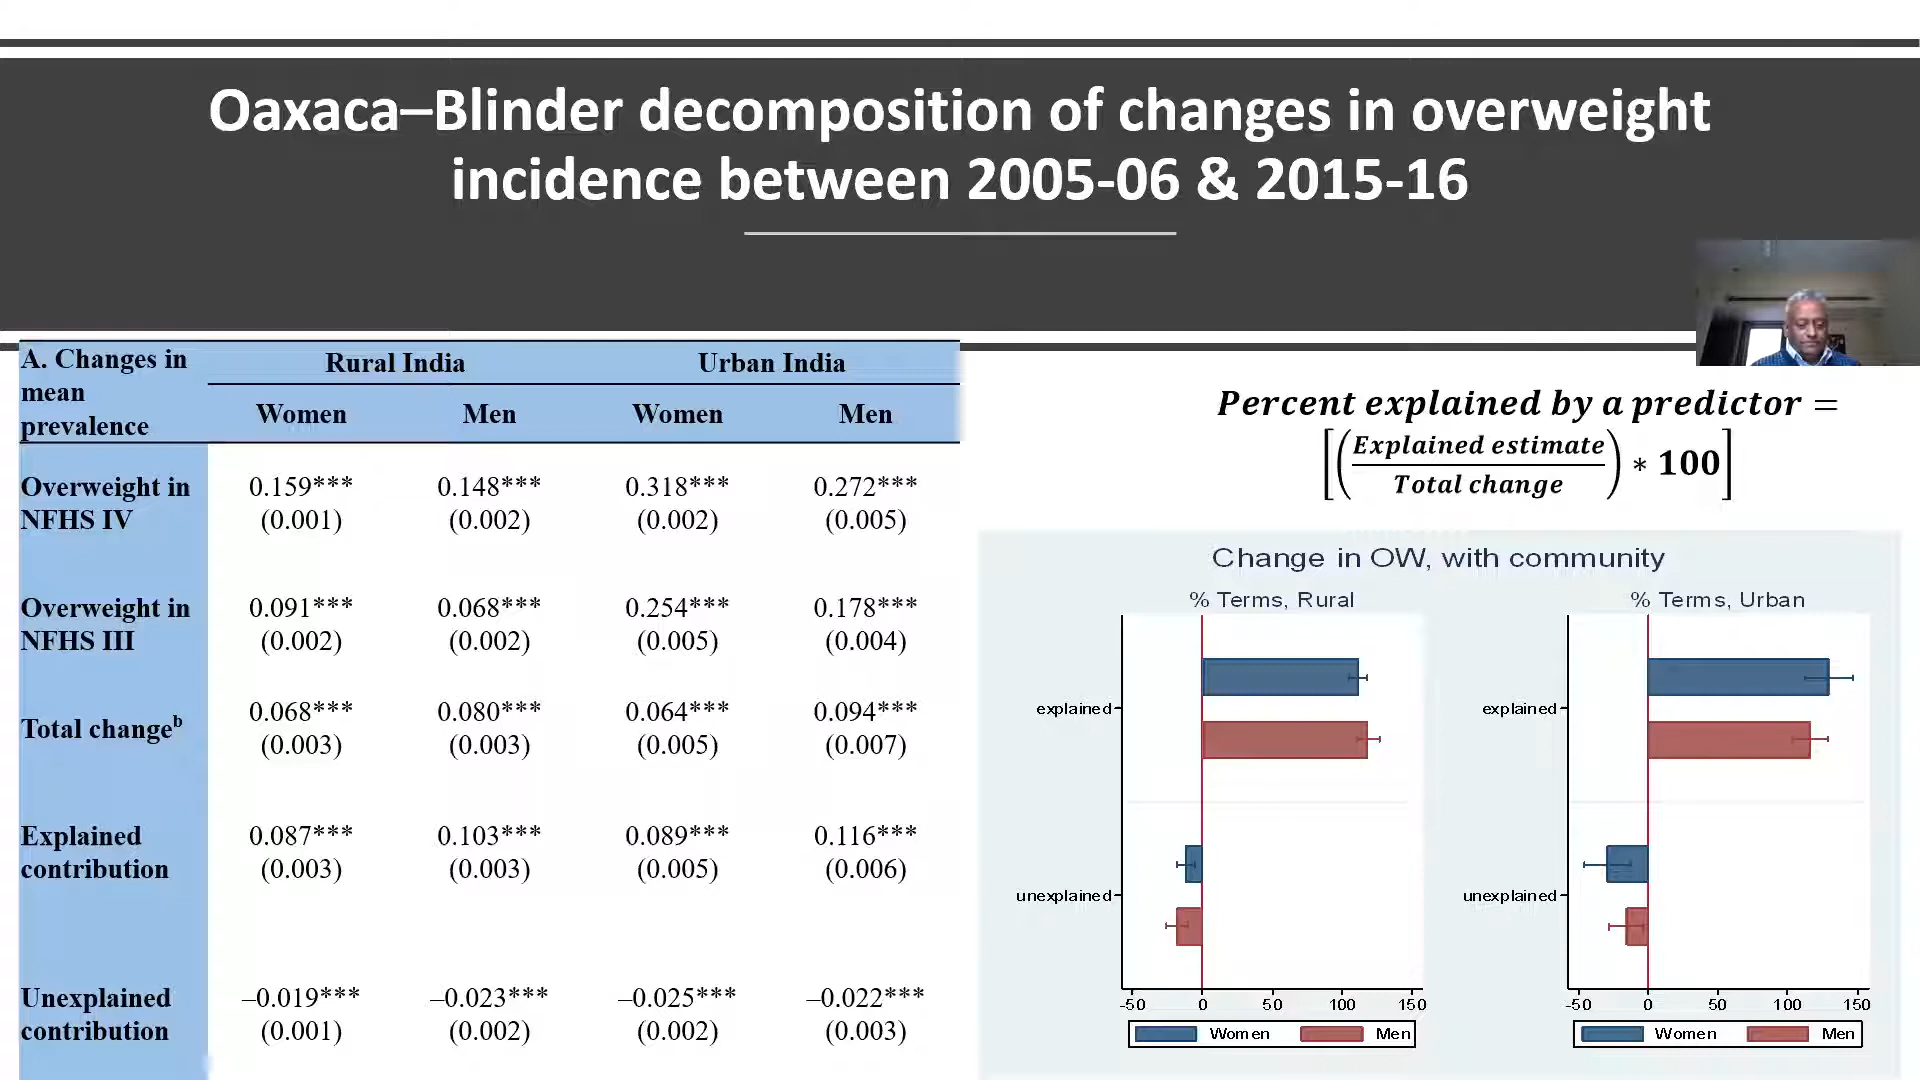 Oaxaca–Blinder decomposition of changes in overweight
incidence between 2005-06 & 2015-16
A. Changes in
mean
prevalence
Rural India
Urban India
Women
Men
Women
Men
Overweight in
NFHS IV
0.159***
0.148***
0.318***
0.272***
(0.001)
(0.002)
(0.002)
(0.005)
Overweight in
NFHS III
0.091***
0.068***
0.254***
0.178***
(0.002)
(0.002)
(0.005)
(0.004)
Total changeᵇ
0.068***
0.080***
0.064***
0.094***
(0.003)
(0.003)
(0.005)
(0.007)
Explained
contribution
0.087***
0.103***
0.089***
0.116***
(0.003)
(0.003)
(0.005)
(0.006)
Unexplained
contribution
–0.019***
–0.023***
–0.025***
–0.022***
(0.001)
(0.002)
(0.002)
(0.003)
Percent explained by a predictor =
[(Explained estimate
Total change) * 100]
Change in OW, with community
% Terms, Rural
explained
unexplained
-50 0 50 100 150
Women Men
% Terms, Urban
explained
unexplained
-50 0 50 100 150
Women Men